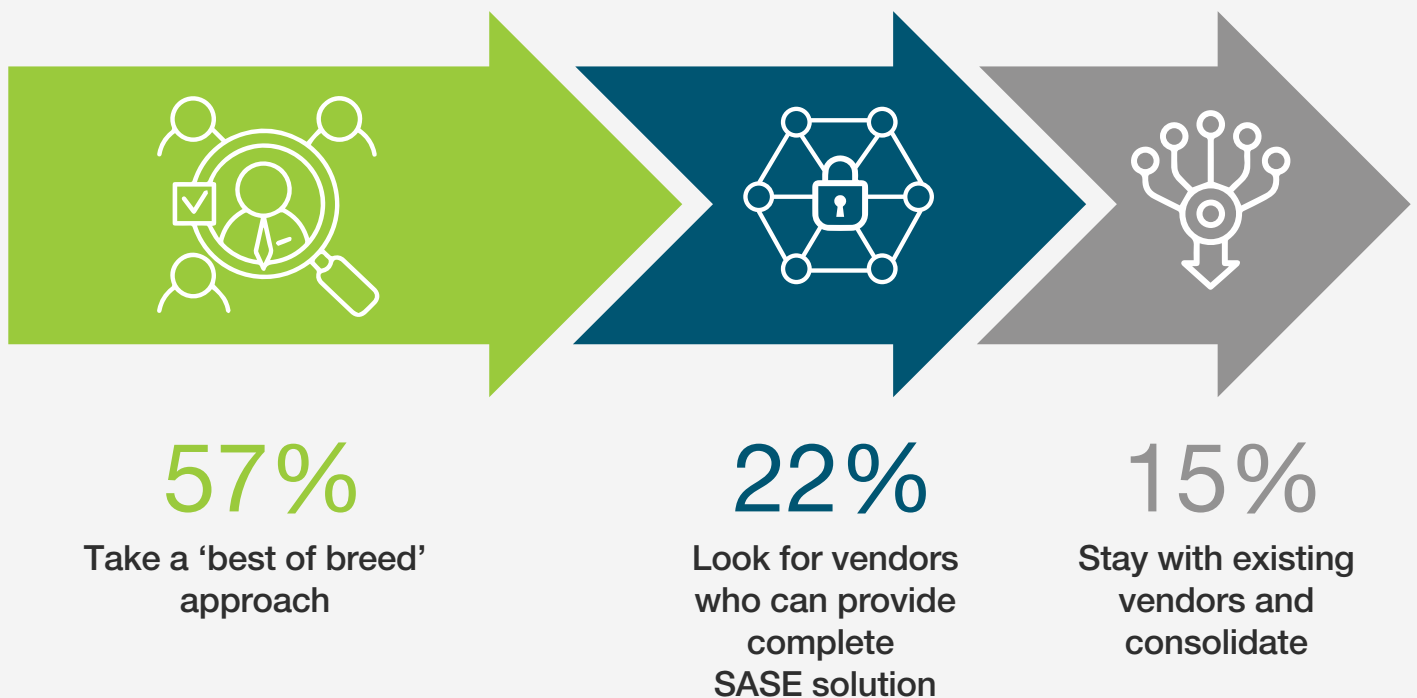 57%
Take a ‘best of breed’
approach
22%
Look for vendors
who can provide
complete
SASE solution
15%
Stay with existing
vendors and
consolidate